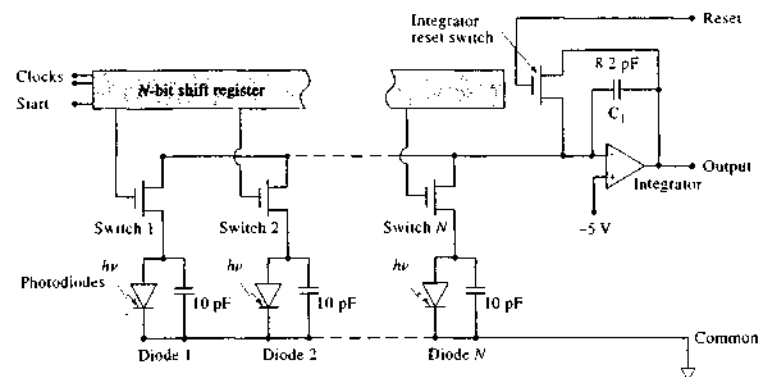 Integrator
reset switch
Reset
8.2 pF
Clocks
N-bit shift register
C1
Start
Output
Integrator
Switch 1
Switch 2
Switch N
−5 V
hν
hν
hν
Photodiodes
10 pF
10 pF
10 pF
Common
Diode 1
Diode 2
Diode N